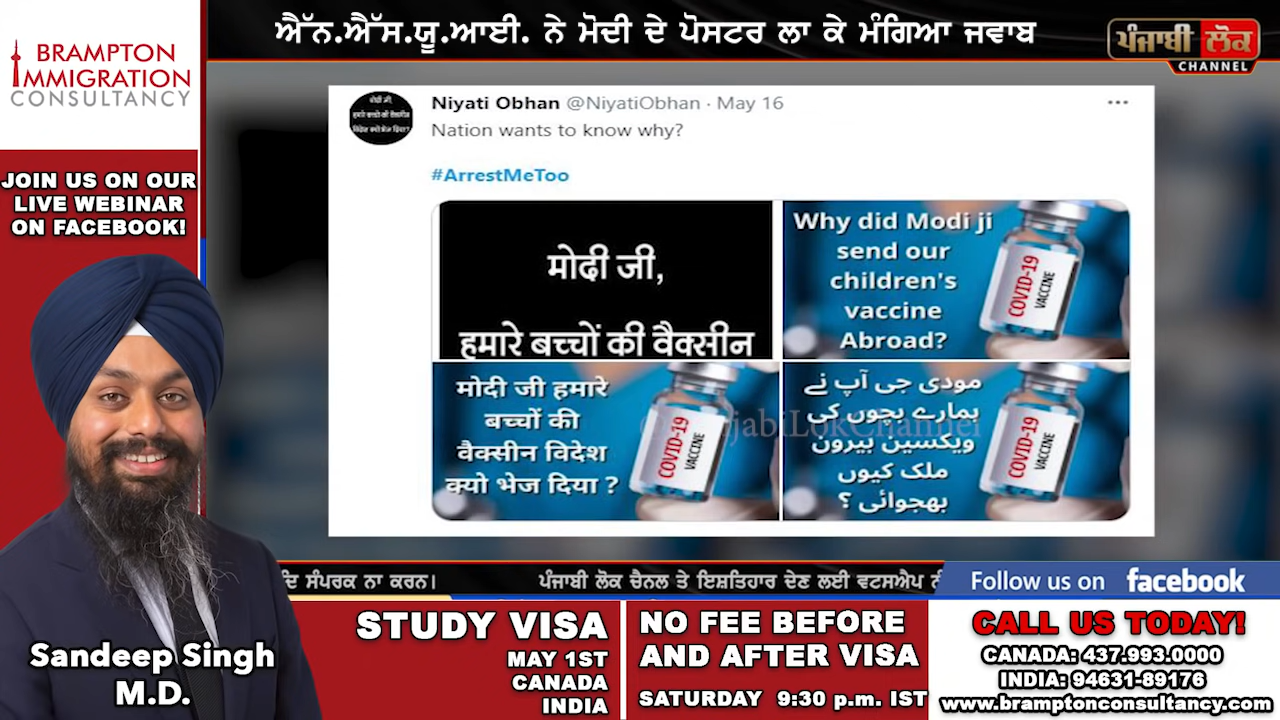 ਐੱਨ.ਐੱਸ.ਯੂ.ਆਈ. ਨੇ ਮੋਦੀ ਦੇ ਪੋਸਟਰ ਲਾ ਕੇ ਮੰਗਿਆ ਜਵਾਬ
ਪੰਜਾਬੀ ਲੋਕ
CHANNEL
BRAMPTON
IMMIGRATION
CONSULTANCY
JOIN US ON OUR
LIVE WEBINAR
ON FACEBOOK!
Niyati Obhan @NiyatiObhan · May 16
Nation wants to know why?
#ArrestMeToo
मोदी जी,
हमारे बच्चों की वैक्सीन
Why did Modi ji
send our
children's
vaccine
Abroad?
COVID-19
VACCINE
मोदी जी हमारे
बच्चों की
वैक्सीन विदेश
क्यो भेज दिया ?
COVID-19
VACCINE
مودی جی آپ نے
ہمارے بچوں کی
ویکسین بیرون
ملک کیوں
بھجوائی ؟
COVID-19
VACCINE
ਸੰਪਰਕ ਨਾ ਕਰਨ। ਪੰਜਾਬੀ ਲੋਕ ਚੈਨਲ ਤੇ ਇਸ਼ਤਿਹਾਰ ਦੇਣ ਲਈ ਵਟਸਐਪ
Follow us on facebook
Sandeep Singh
M.D.
STUDY VISA
MAY 1ST
CANADA
INDIA
NO FEE BEFORE
AND AFTER VISA
SATURDAY 9:30 p.m. IST
CALL US TODAY!
CANADA: 437.993.0000
INDIA: 94631-89176
www.bramptonconsultancy.com